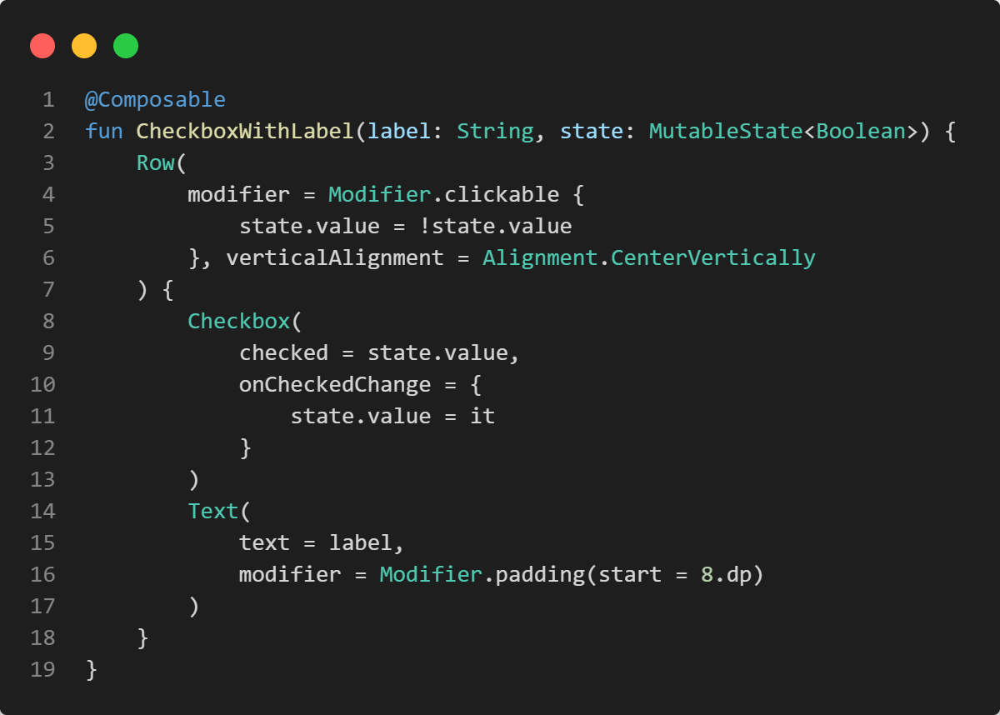 1 @Composable
2 fun CheckboxWithLabel(label: String, state: MutableState<Boolean>) {
3     Row(
4         modifier = Modifier.clickable {
5             state.value = !state.value
6         }, verticalAlignment = Alignment.CenterVertically
7     ) {
8         Checkbox(
9             checked = state.value,
10             onCheckedChange = {
11                 state.value = it
12             }
13         )
14         Text(
15             text = label,
16             modifier = Modifier.padding(start = 8.dp)
17         )
18     }
19 }